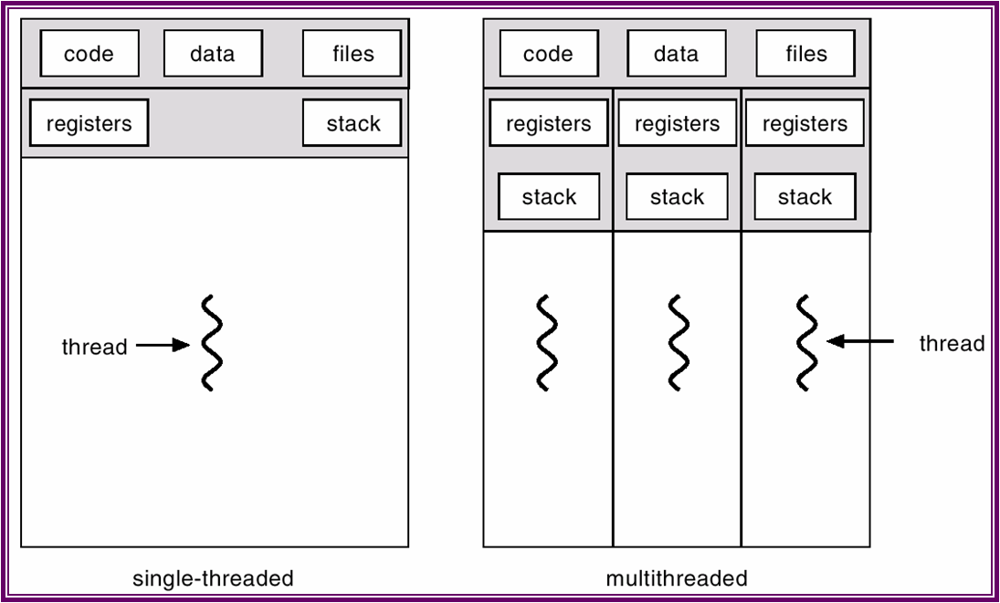 code data files
registers stack
thread
single-threaded
code data files
registers registers registers
stack stack stack
thread
multithreaded